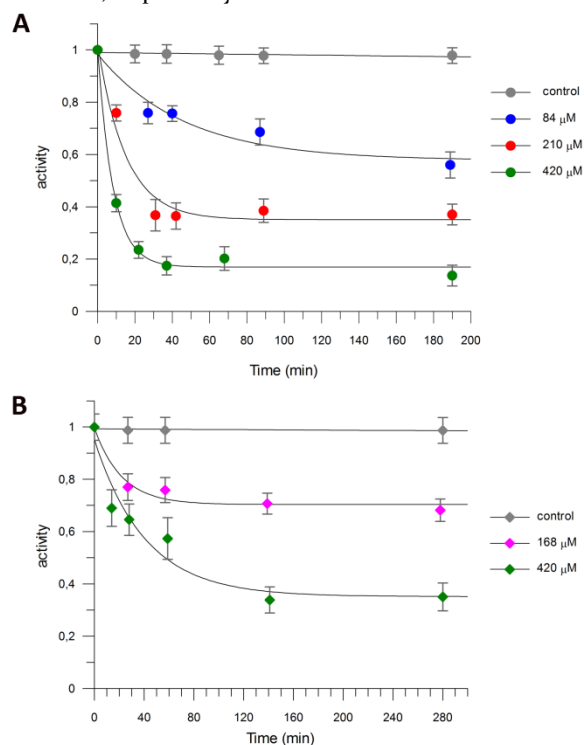 A
1
0,8
0,6
0,4
0,2
0
activity
0 20 40 60 80 100 120 140 160 180 200
Time (min)
control
84 μM
210 μM
420 μM
B
1
0,8
0,6
0,4
0,2
0
activity
0 40 80 120 160 200 240 280
Time (min)
control
168 μM
420 μM